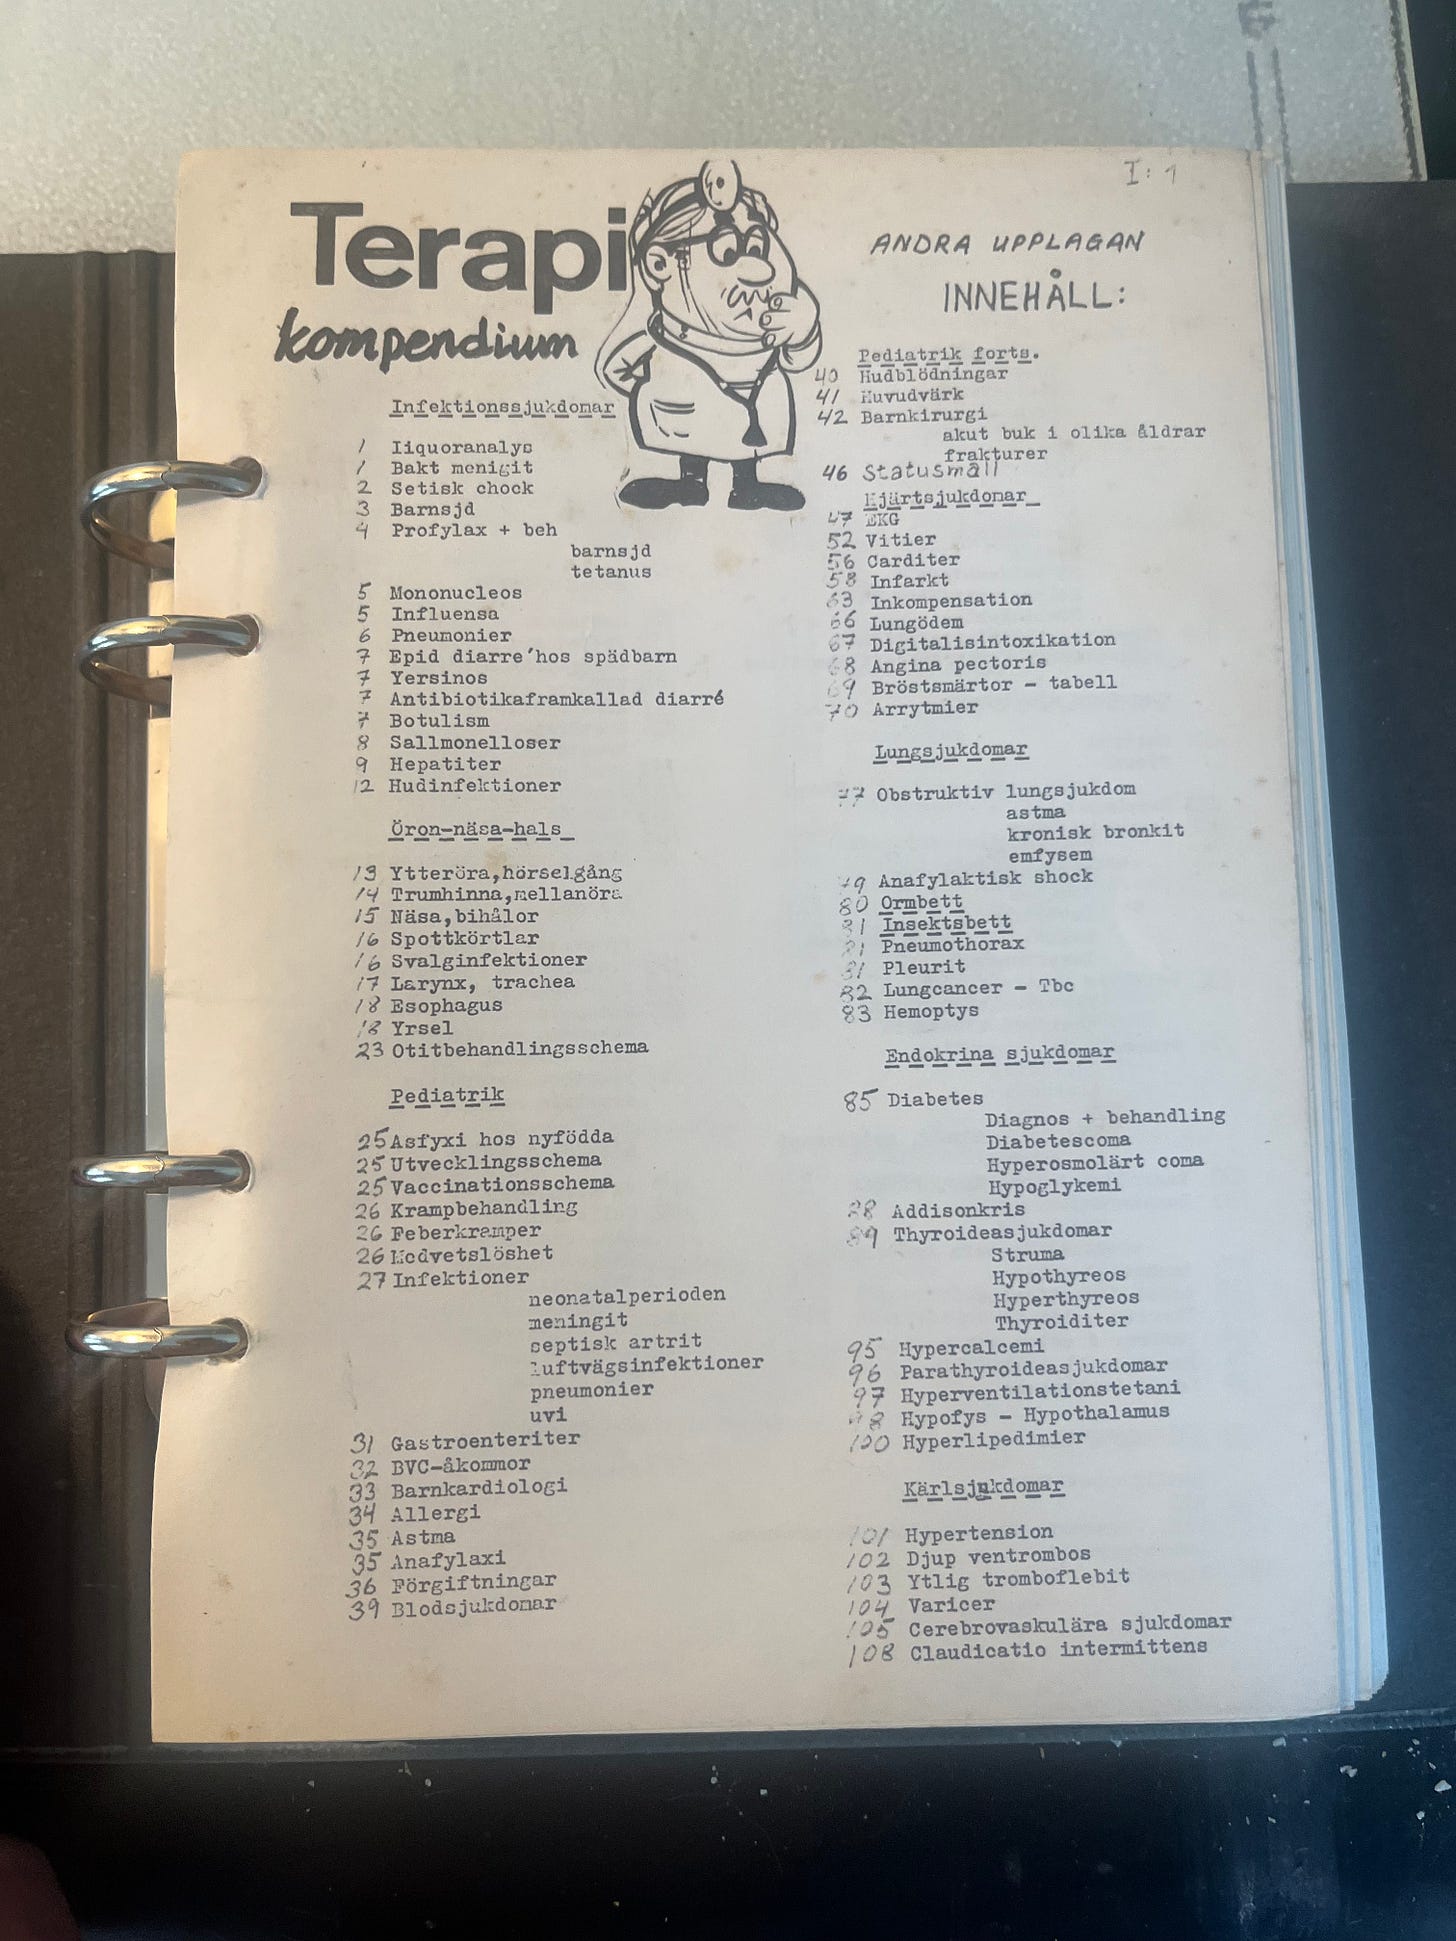 I: 1
Terapi
kompendium
Infektionssjukdomar
1 Iiquoranalys
1 Bakt menigit
2 Setisk chock
3 Barnsjd
4 Profylax + beh
barnsjd
tetanus
5 Mononucleos
5 Influensa
6 Pneumonier
7 Epid diarre´hos spädbarn
7 Yersinos
7 Antibiotikaframkallad diarré
7 Botulism
8 Sallmonelloser
9 Hepatiter
12 Hudinfektioner
Öron-näsa-hals
13 Ytteröra,hörselgång
14 Trumhinna,mellanöra
15 Näsa,bihålor
16 Spottkörtlar
16 Svalginfektioner
17 Larynx, trachea
18 Esophagus
18 Yrsel
23 Otitbehandlingsschema
Pediatrik
25 Asfyxi hos nyfödda
25 Utvecklingsschema
25 Vaccinationsschema
26 Krampbehandling
26 Feberkramper
26 Medvetslöshet
27 Infektioner
neonatalperioden
meningit
septisk artrit
luftvägsinfektioner
pneumonier
uvi
31 Gastroenteriter
32 BVC-åkommor
33 Barnkardiologi
34 Allergi
35 Astma
35 Anafylaxi
36 Förgiftningar
39 Blodsjukdomar
ANDRA UPPLAGAN
INNEHÅLL:
Pediatrik forts.
40 Hudblödningar
41 Huvudvärk
42 Barnkirurgi
akut buk i olika åldrar
frakturer
46 Statusmåll
Hjärtsjukdomar
47 EKG
52 Vitier
56 Carditer
58 Infarkt
63 Inkompensation
66 Lungödem
67 Digitalisintoxikation
68 Angina pectoris
69 Bröstsmärtor - tabell
70 Arrytmier
Lungsjukdomar
77 Obstruktiv lungsjukdom
astma
kronisk bronkit
emfysem
79 Anafylaktisk shock
80 Ormbett
81 Insektsbett
81 Pneumothorax
81 Pleurit
82 Lungcancer - Tbc
83 Hemoptys
Endokrina sjukdomar
85 Diabetes
Diagnos + behandling
Diabetescoma
Hyperosmolärt coma
Hypoglykemi
88 Addisonkris
89 Thyroideasjukdomar
Struma
Hypothyreos
Hyperthyreos
Thyroiditer
95 Hypercalcemi
96 Parathyroideasjukdomar
97 Hyperventilationstetani
98 Hypofys - Hypothalamus
100 Hyperlipedimier
Kärlsjukdomar
101 Hypertension
102 Djup ventrombos
103 Ytlig tromboflebit
104 Varicer
105 Cerebrovaskulära sjukdomar
108 Claudicatio intermittens